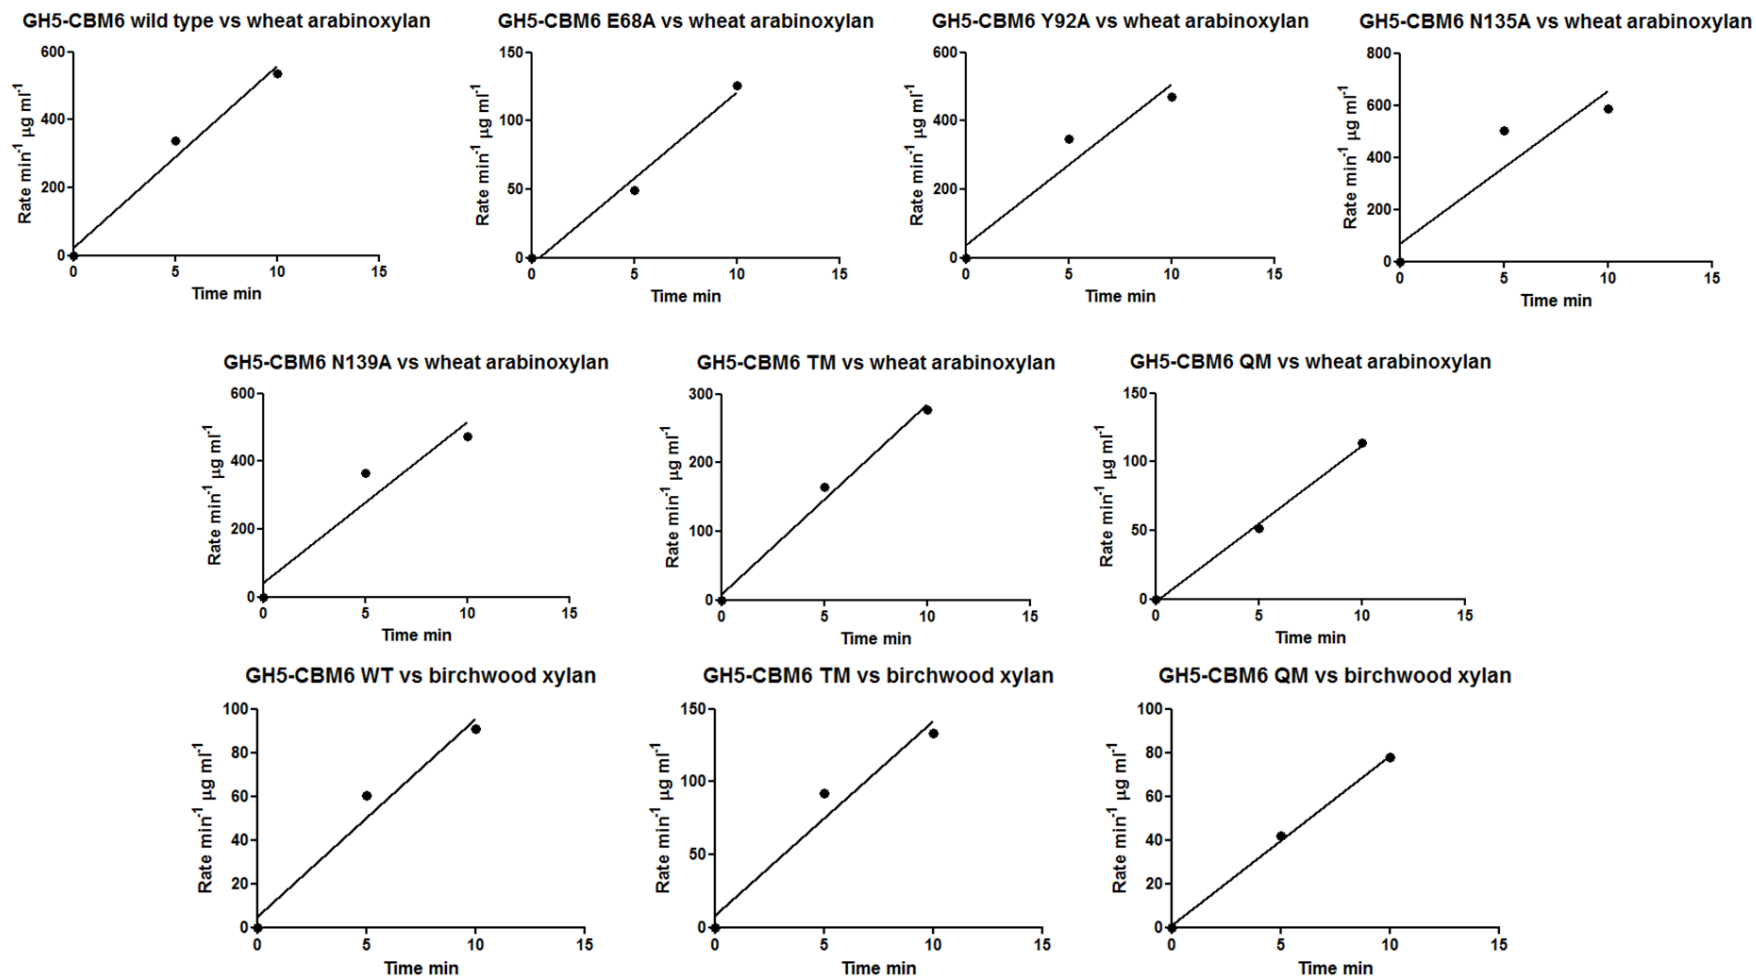 GH5-CBM6 wild type vs wheat arabinoxylan
600
400
200
0
0 5 10 15
Rate min-1 µg ml-1
Time min
GH5-CBM6 E68A vs wheat arabinoxylan
150
100
50
0
0 5 10 15
Rate min-1 µg ml-1
Time min
GH5-CBM6 Y92A vs wheat arabinoxylan
600
400
200
0
0 5 10 15
Rate min-1 µg ml-1
Time min
GH5-CBM6 N135A vs wheat arabinoxylan
800
600
400
200
0
0 5 10 15
Rate min-1 µg ml-1
Time min
GH5-CBM6 N139A vs wheat arabinoxylan
600
400
200
0
0 5 10 15
Rate min-1 µg ml-1
Time min
GH5-CBM6 TM vs wheat arabinoxylan
300
200
100
0
0 5 10 15
Rate min-1 µg ml-1
Time min
GH5-CBM6 QM vs wheat arabinoxylan
150
100
50
0
0 5 10 15
Rate min-1 µg ml-1
Time min
GH5-CBM6 WT vs birchwood xylan
100
80
60
40
20
0
0 5 10 15
Rate min-1 µg ml-1
Time min
GH5-CBM6 TM vs birchwood xylan
150
100
50
0
0 5 10 15
Rate min-1 µg ml-1
Time min
GH5-CBM6 QM vs birchwood xylan
100
80
60
40
20
0
0 5 10 15
Rate min-1 µg ml-1
Time min